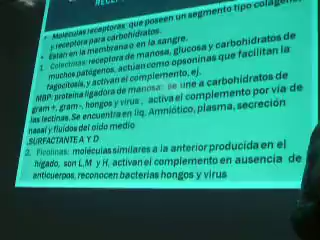 RECEP
• Moléculas receptoras que poseen un segmento tipo colageno,
y receptora para carbohidratos.
• Estan en la membrana o en la sangre.
1. Colectinas: receptora de manosa, glucosa y carbohidratos de
muchos patógenos, actúan como opsoninas que facilitan la
fagocitosis, y activan el complemento, ej.
MBP: proteína ligadora de manosa: se une a carbohidratos de
gram +, gram-, hongos y virus, activa el complemento por vía de
las lectinas. Se encuentra en liq. Amniótico, plasma, secreción
nasal y fluidos del oido medio
.SURFACTANTE A Y D
2. Ficolinas: moléculas similares a la anterior producida en el
hígado, son L,M y H, activan el complemento en ausencia de
anticuerpos, reconocen bacterias hongos y virus